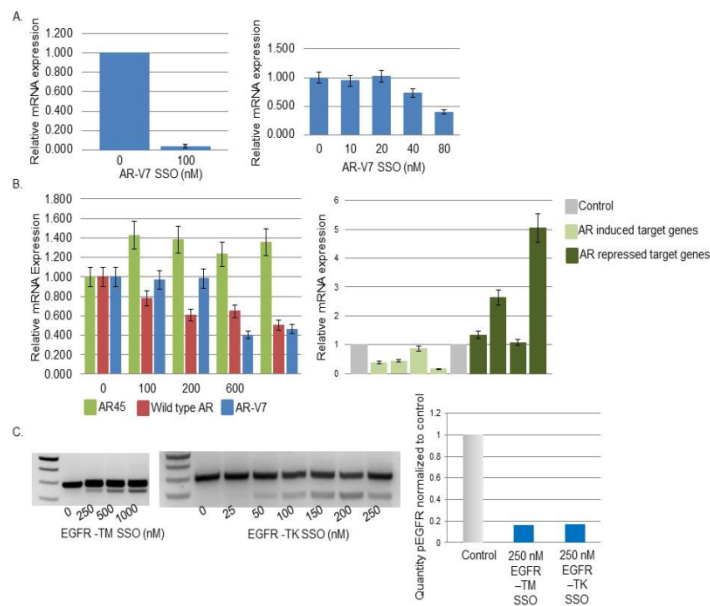 A.
Relative mRNA expression
1.000
0.800
0.600
0.400
0.200
0.000
0 100
AR-V7 SSO (nM)
Relative mRNA expression
1.000
0.500
0.000
0 10 20 40 80
AR-V7 SSO (nM)
B.
Relative mRNA Expression
1.800
1.600
1.400
1.200
1.000
0.800
0.600
0.400
0.200
0.000
0 100 200 600
AR45 Wild type AR AR-V7
Relative mRNA expression
6
5
4
3
2
1
0
Control
AR induced target genes
AR repressed target genes
C.
0 250 500 1000
EGFR -TM SSO (nM)
0 25 50 100 150 200 250
EGFR -TK SSO (nM)
Quantity pEGFR normalized to control
1.2
1
0.8
0.6
0.4
0.2
0
Control
250 nM
EGFR
–TM
SSO
250 nM
EGFR
–TK
SSO